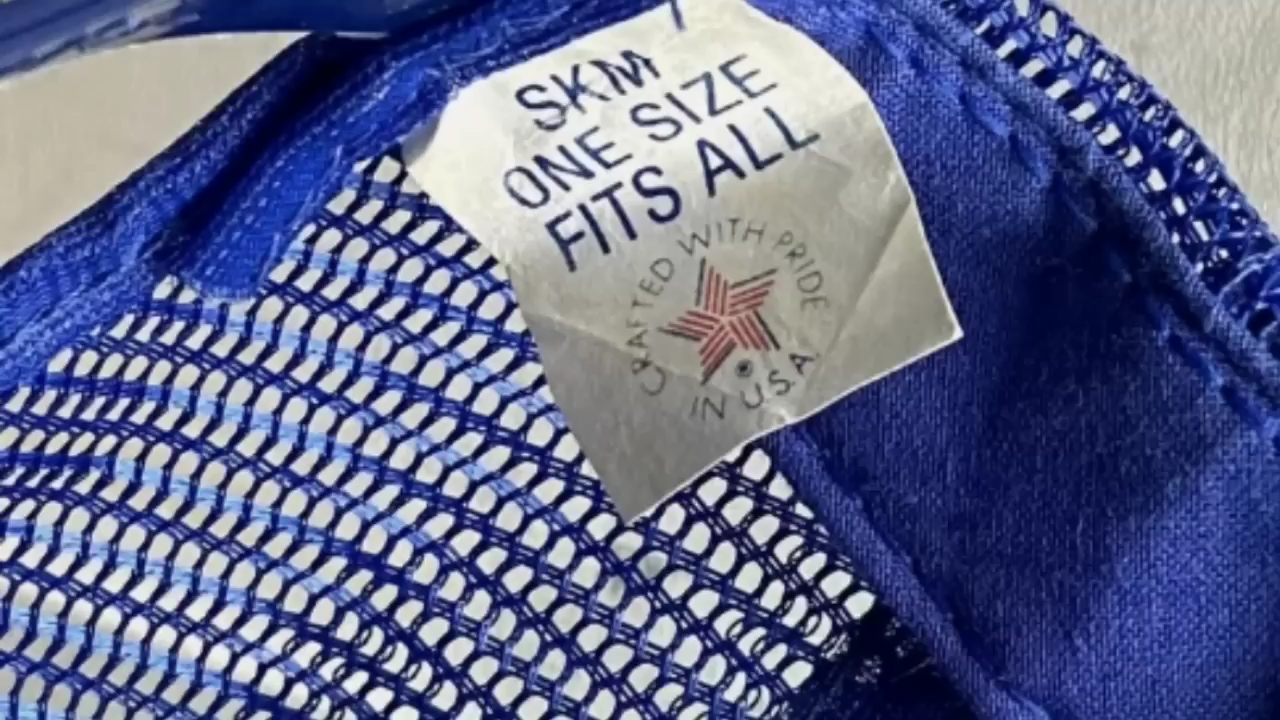 SKM
ONE SIZE
FITS ALL
CRAFTED WITH PRIDE
IN U.S.A.
®